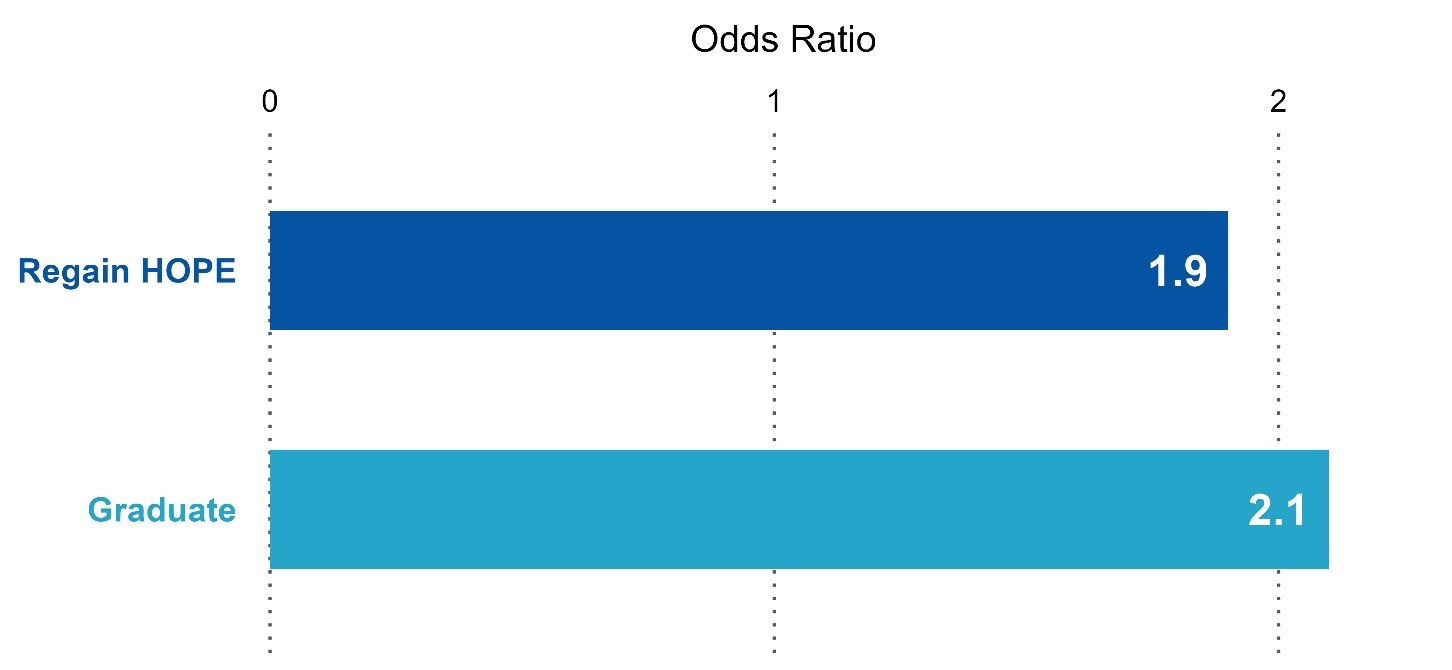 Odds Ratio
0 1 2
Regain HOPE 1.9
Graduate 2.1